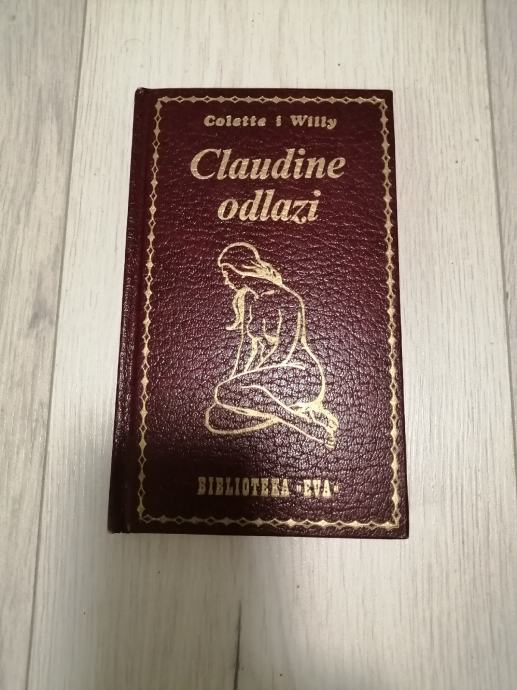 Colette i Willy
Claudine
odlazi
BIBLIOTEKA »EVA«